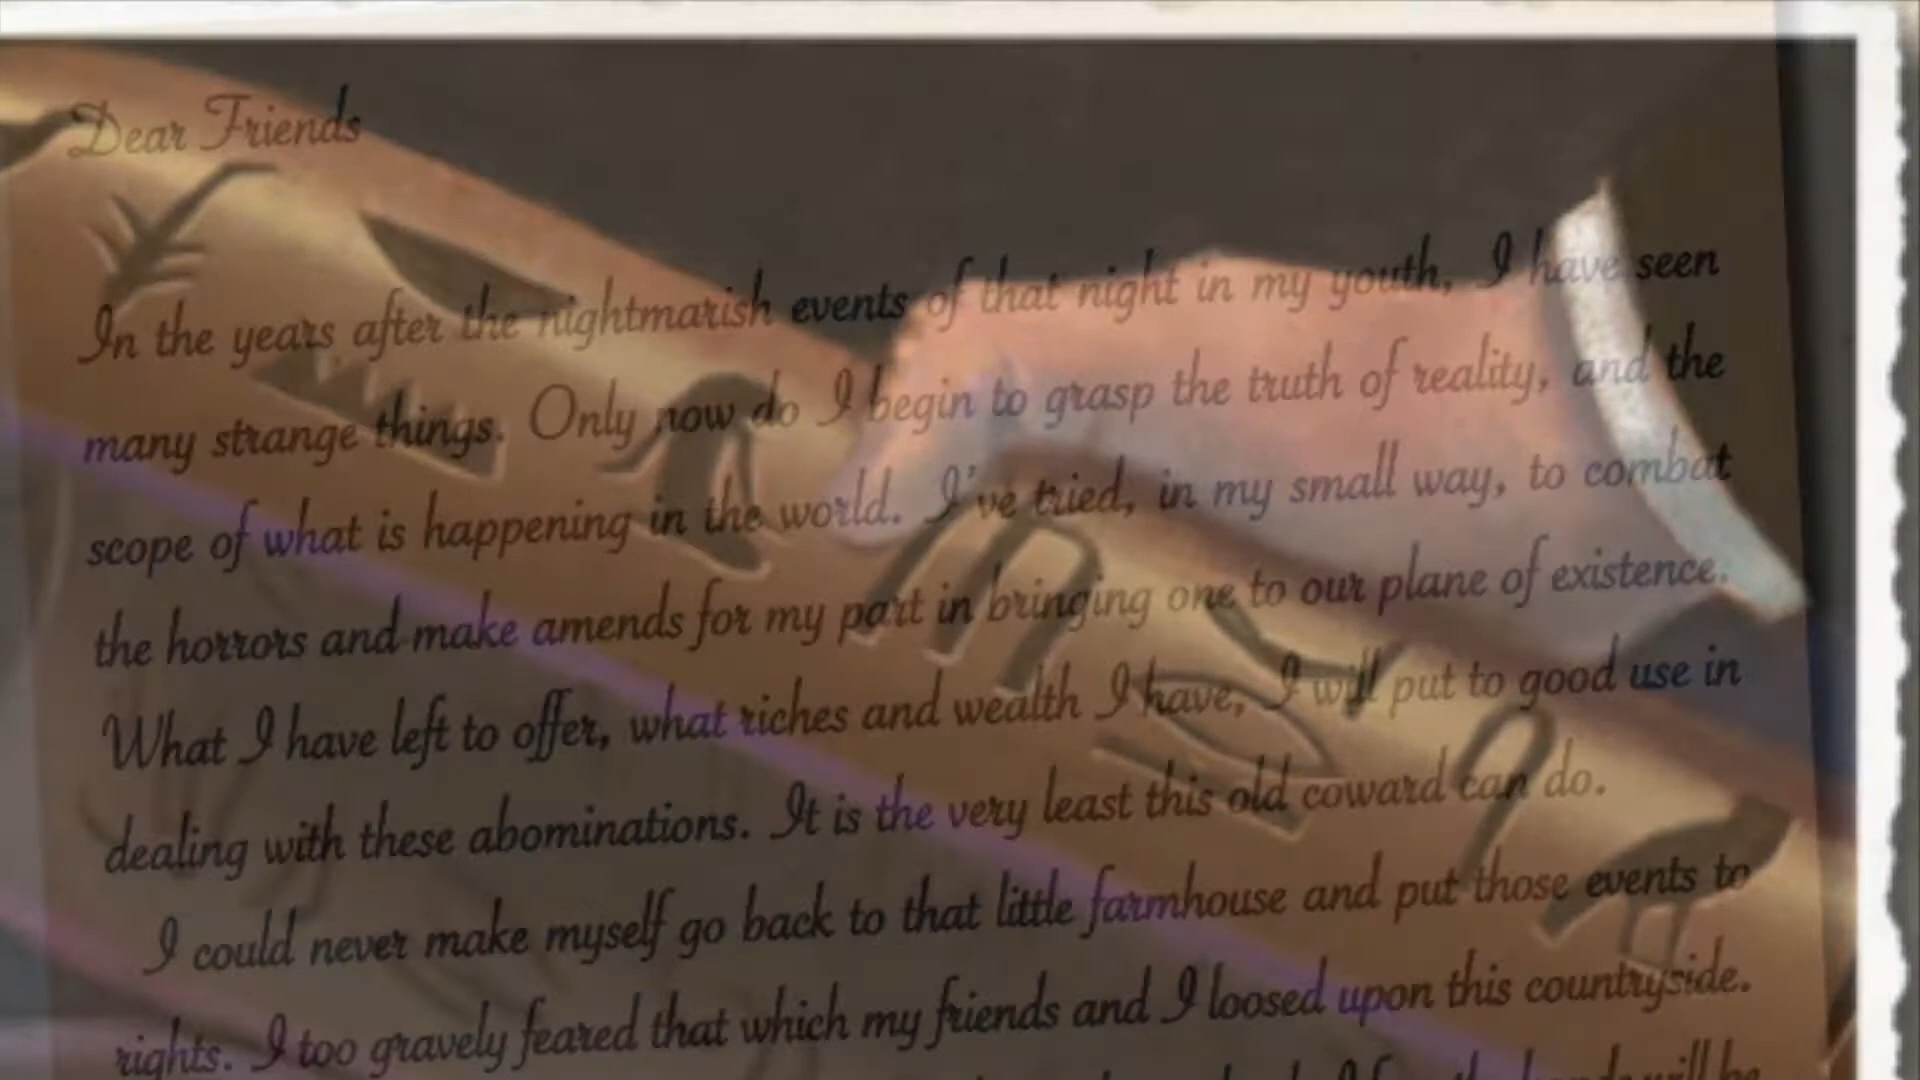 Dear Friends
In the years after the nightmarish events of that night in my youth, I have seen
many strange things. Only now do I begin to grasp the truth of reality, and the
scope of what is happening in the world. I've tried, in my small way, to combat
the horrors and make amends for my part in bringing one to our plane of existence.
What I have left to offer, what riches and wealth I have, I will put to good use in
dealing with these abominations. It is the very least this old coward can do.
I could never make myself go back to that little farmhouse and put those events to
rights. I too gravely feared that which my friends and I loosed upon this countryside.
will be